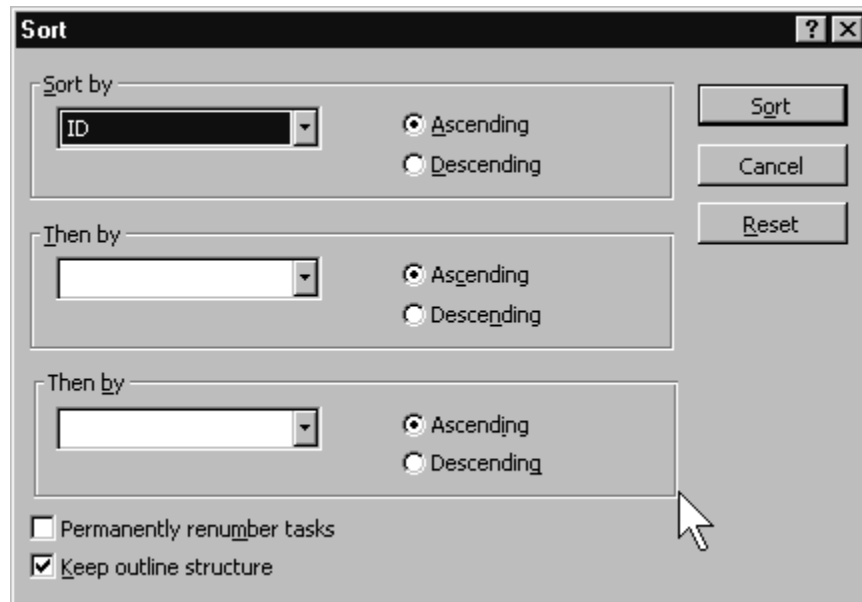 Sort
Sort by
ID
Ascending
Descending
Sort
Cancel
Reset
Then by
Ascending
Descending
Then by
Ascending
Descending
Permanently renumber tasks
Keep outline structure